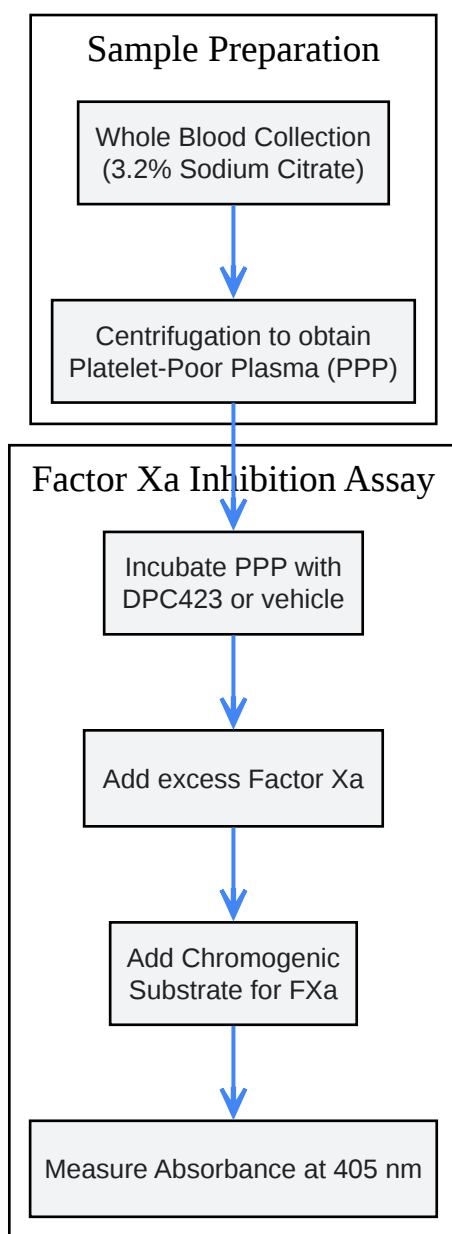 Sample Preparation
Whole Blood Collection
(3.2% Sodium Citrate)
Centrifugation to obtain
Platelet-Poor Plasma (PPP)
Factor Xa Inhibition Assay
Incubate PPP with
DPC423 or vehicle
Add excess Factor Xa
Add Chromogenic
Substrate for FXa
Measure Absorbance at 405 nm